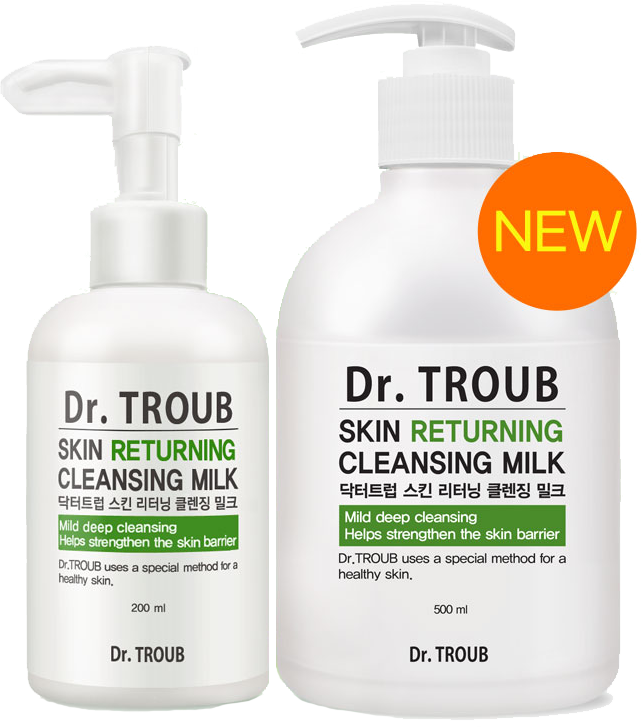 Dr. TROUB
SKIN RETURNING
CLEANSING MILK
닥터트럽 스킨 리터닝 클렌징 밀크
Mild deep cleansing
Helps strengthen the skin barrier
Dr.TROUB uses a special method for a
healthy skin.
200 ml
Dr. TROUB
NEW
Dr. TROUB
SKIN RETURNING
CLEANSING MILK
닥터트럽 스킨 리터닝 클렌징 밀크
Mild deep cleansing
Helps strengthen the skin barrier
Dr.TROUB uses a special method for a
healthy skin.
500 ml
Dr. TROUB